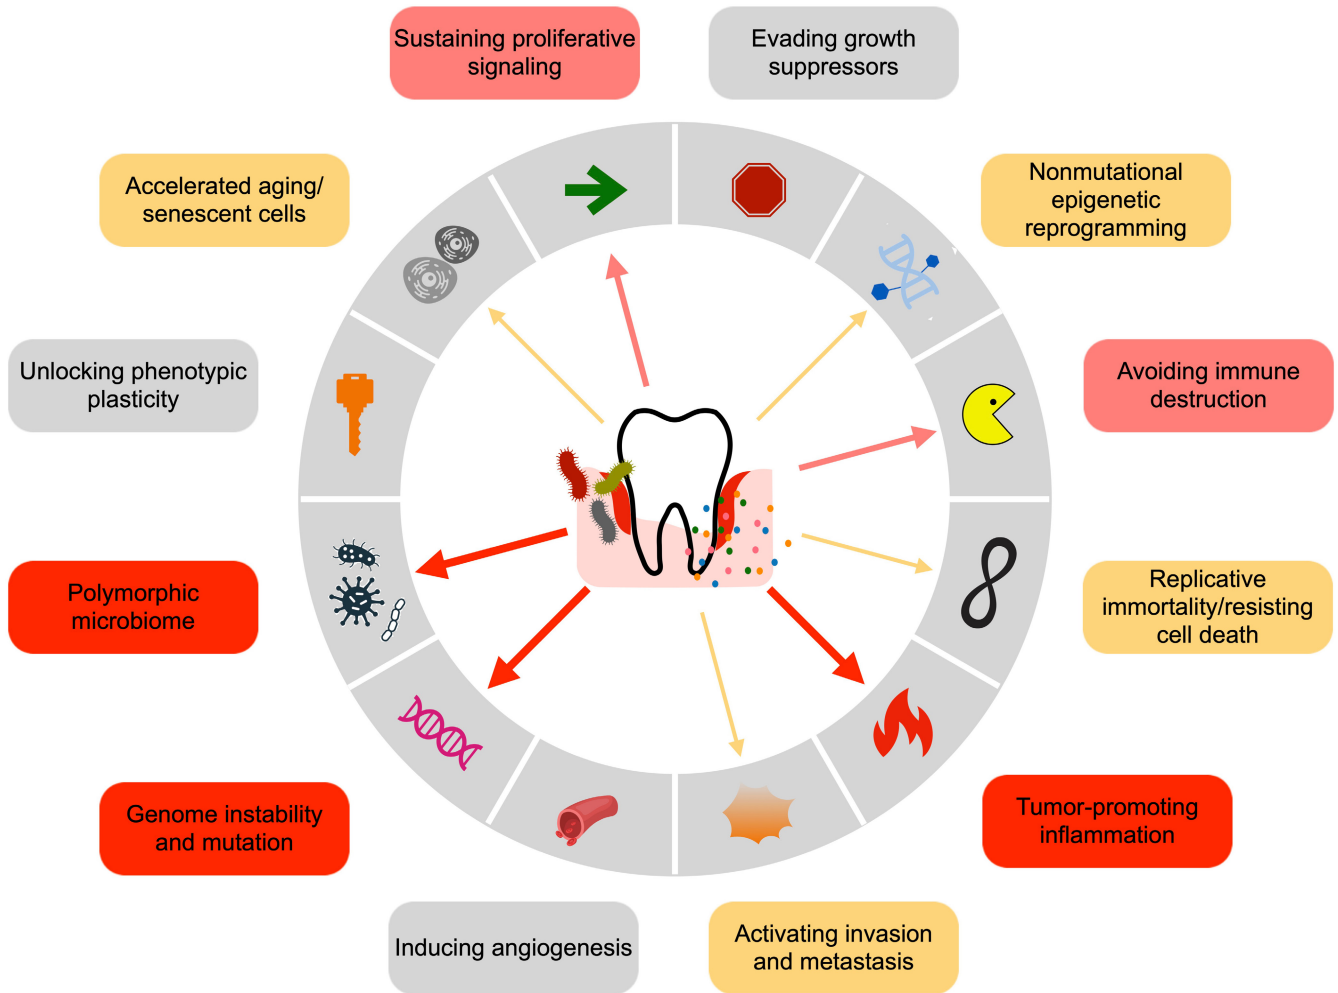 Sustaining proliferative
signaling
Evading growth
suppressors
Accelerated aging/
senescent cells
Nonmutational
epigenetic
reprogramming
Unlocking phenotypic
plasticity
Avoiding immune
destruction
Polymorphic
microbiome
Replicative
immortality/resisting
cell death
Genome instability
and mutation
Tumor-promoting
inflammation
Inducing angiogenesis
Activating invasion
and metastasis